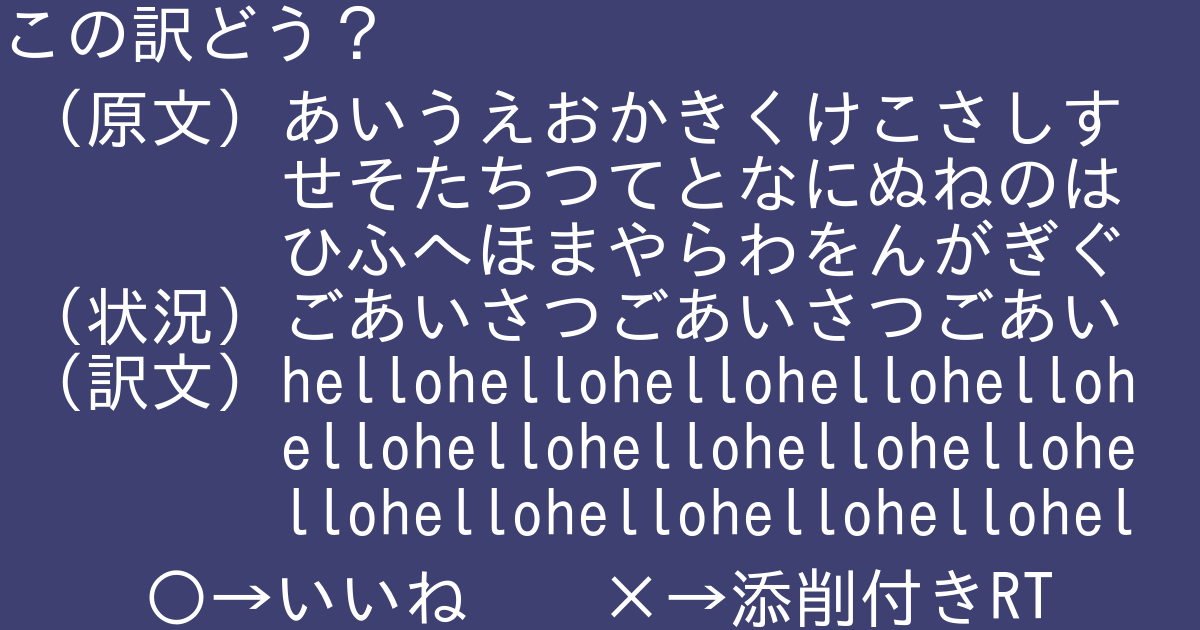 この訳どう？
（原文）あいうえおかきくけこさしす
せそたちつてとなにぬねのは
ひふへほまやらわをんがぎぐ
（状況）ごあいさつごあいさつごあい
（訳文）hellohellohellohellohelloh
ellohellohellohellohellohe
llohellohellohellohellohel
○→いいね　　×→添削付きRT